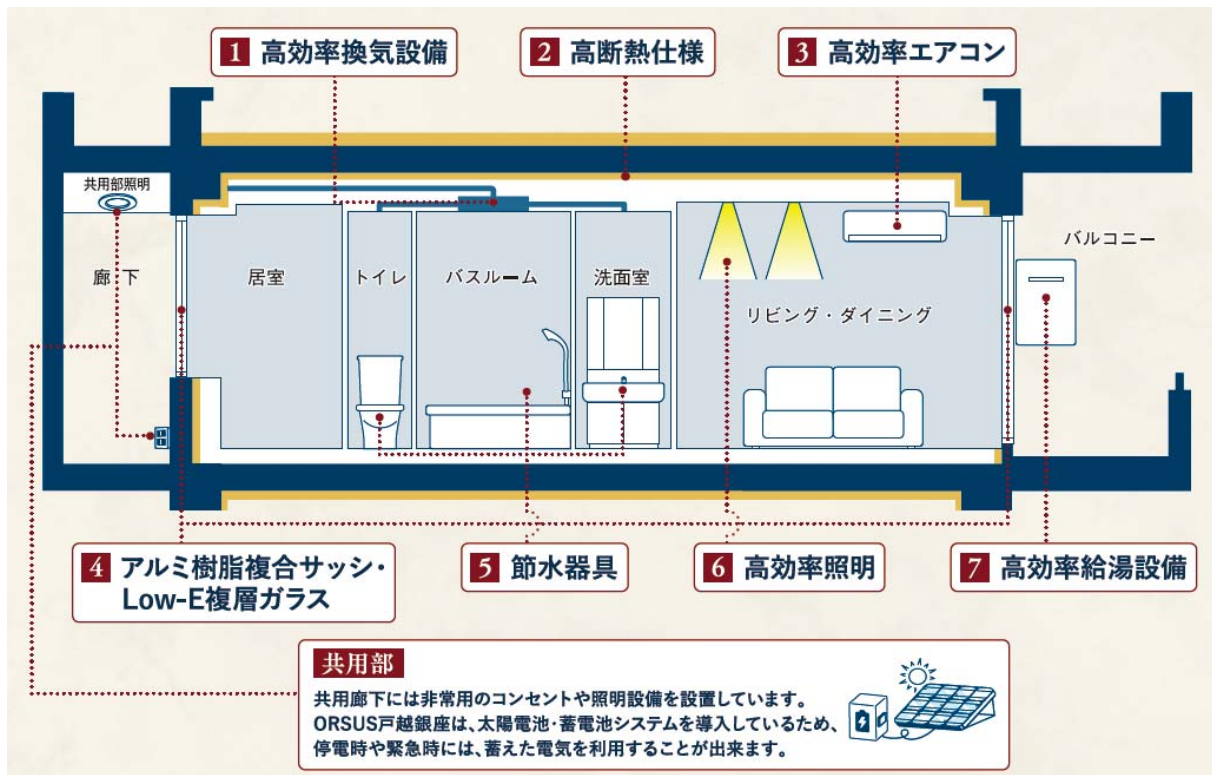 1 高効率換気設備
2 高断熱仕様
3 高効率エアコン
共用部照明
廊下
居室
トイレ
バスルーム
洗面室
リビング・ダイニング
バルコニー
4 アルミ樹脂複合サッシ・
Low-E複層ガラス
5 節水器具
6 高効率照明
7 高効率給湯設備
共用部
共用廊下には非常用のコンセントや照明設備を設置しています。
ORSUS戸越銀座は、太陽電池・蓄電池システムを導入しているため、
停電時や緊急時には、蓄えた電気を利用することが出来ます。